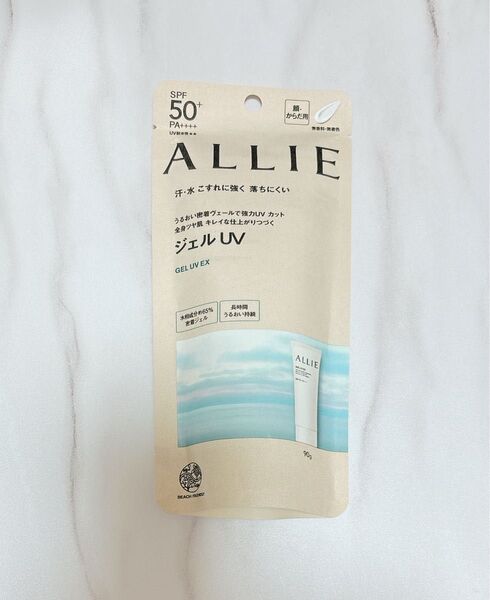 SPF
50+
PA++++
UV耐水性★★
顔・
からだ用
無香料・無着色
ALLIE
汗・水 こすれに強く 落ちにくい
うるおい密着ヴェールで強力UV カット
全身ツヤ肌 キレイな仕上がりつづく
ジェル UV
GEL UV EX
水相成分約65%
密着ジェル
長時間
うるおい持続
ALLIE
90g
BEACH FRIENDLY